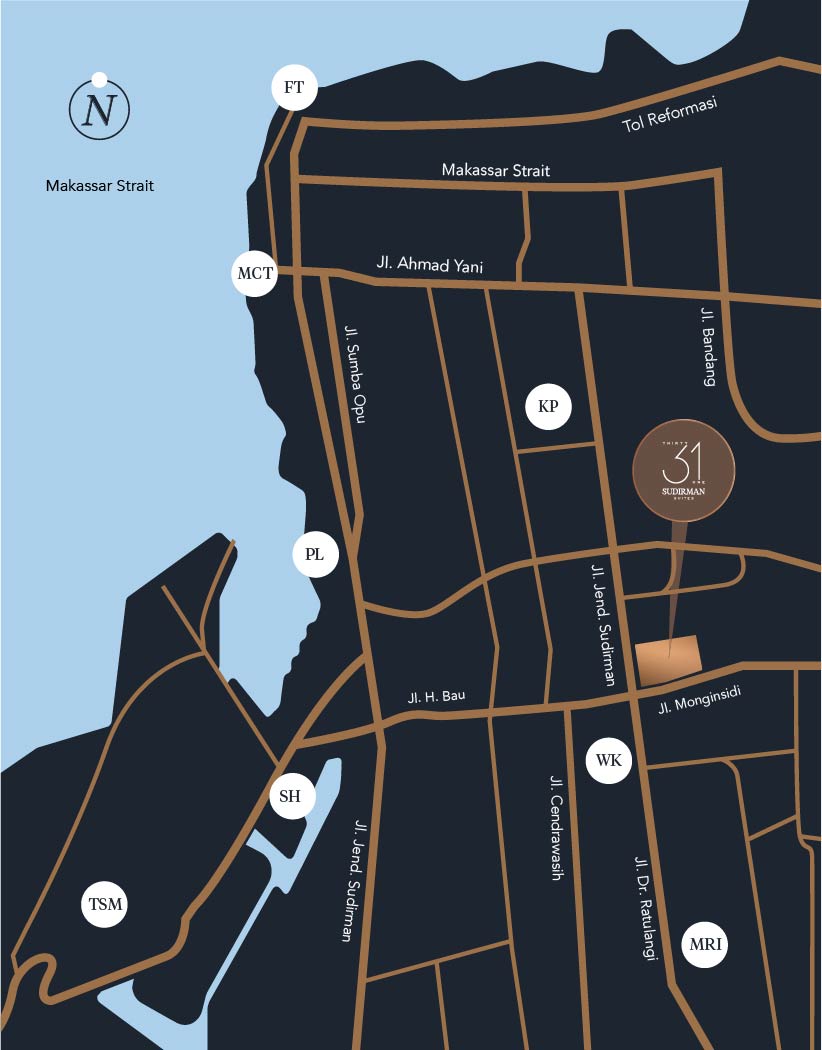 FT
N
Tol Reformasi
Makassar Strait
Makassar Strait
Jl. Ahmad Yani
MCT
Jl. Sumba Opu
Jl. Bandang
KP
THIRTY
31
ONE
SUDIRMAN
SUITES
PL
Jl. Jend. Sudirman
Jl. H. Bau
Jl. Monginsidi
WK
SH
Jl. Cendrawasih
Jl. Jend. Sudirman
Jl. Dr. Ratulangi
TSM
MRI